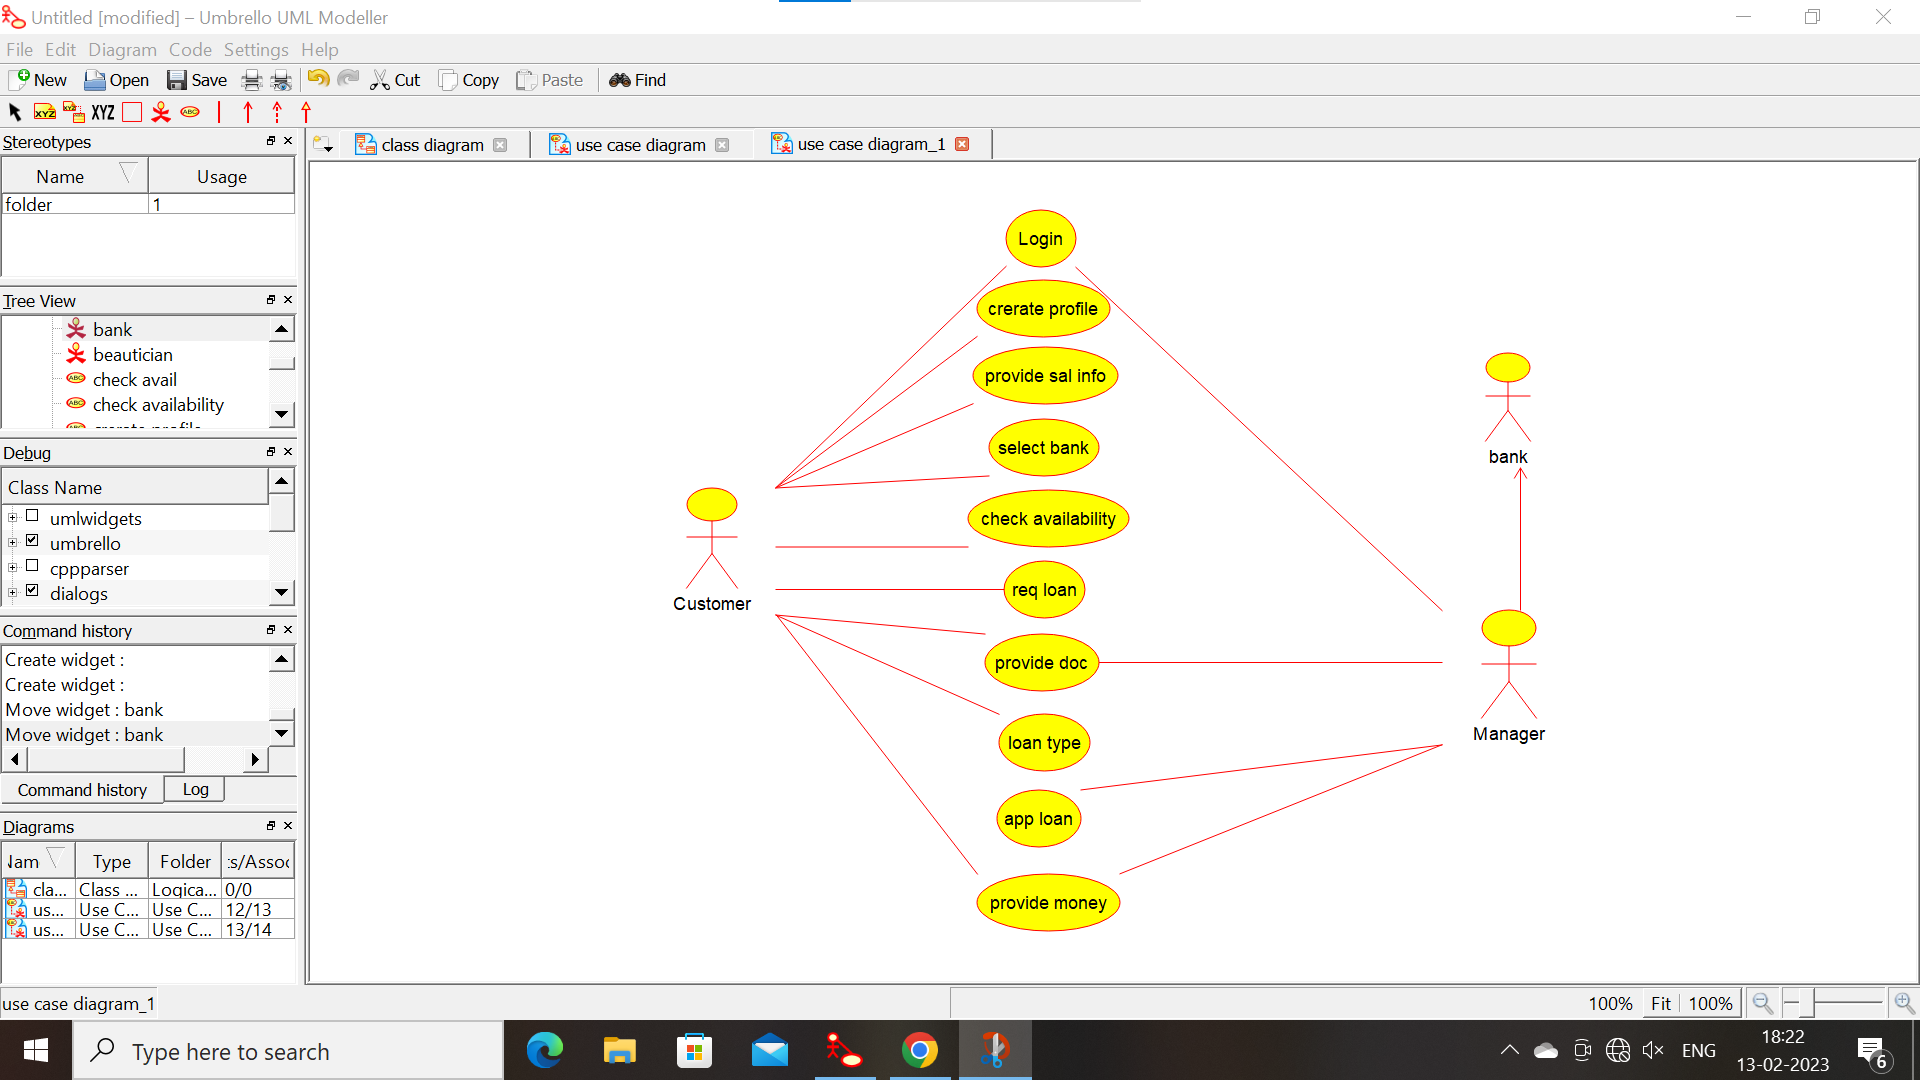 Untitled [modified] – Umbrello UML Modeller
File Edit Diagram Code Settings Help
New Open Save Cut Copy Paste Find
XYZ XYZ XYZ ABC
Stereotypes
class diagram use case diagram use case diagram_1
Name Usage
folder 1
Tree View
bank
beautician
ABC check avail
ABC check availability
Debug
Class Name
umlwidgets
umbrello
cppparser
dialogs
Command history
Create widget :
Create widget :
Move widget : bank
Move widget : bank
Command history Log
Diagrams
Type Folder
cla... Class ... Logica... 0/0
us... Use C... Use C... 12/13
us... Use C... Use C... 13/14
Login
crerate profile
provide sal info
select bank
check availability
req loan
provide doc
loan type
app loan
provide money
Customer
bank
Manager
use case diagram_1
100% Fit 100%
Type here to search
ENG
18:22
13-02-2023
6